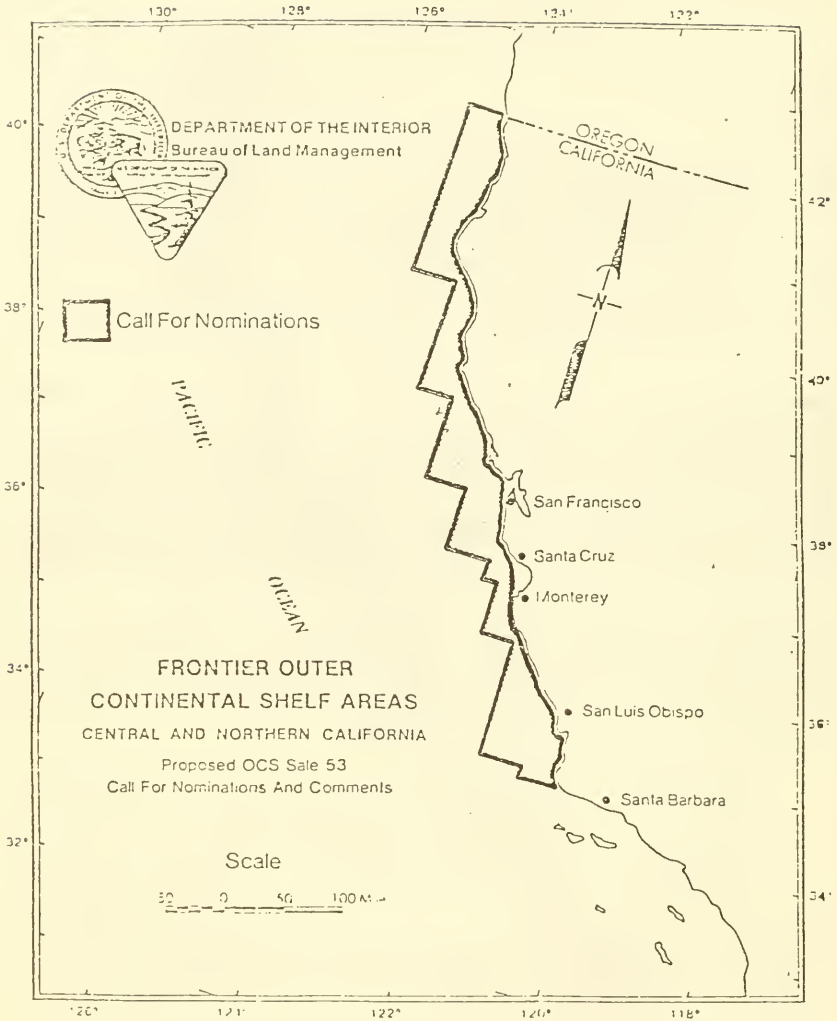 130° 128° 126° 124° 122°
40°
DEPARTMENT OF THE INTERIOR
Bureau of Land Management
OREGON
CALIFORNIA
42°
38°
Call For Nominations
N
PACIFIC
40°
36°
San Francisco
Santa Cruz
38°
Monterey
OCEAN
34°
FRONTIER OUTER
CONTINENTAL SHELF AREAS
CENTRAL AND NORTHERN CALIFORNIA
Proposed OCS Sale 53
Call For Nominations And Comments
San Luis Obispo
36°
Santa Barbara
32°
Scale
50 0 50 100
34°
121° 122° 120° 118°